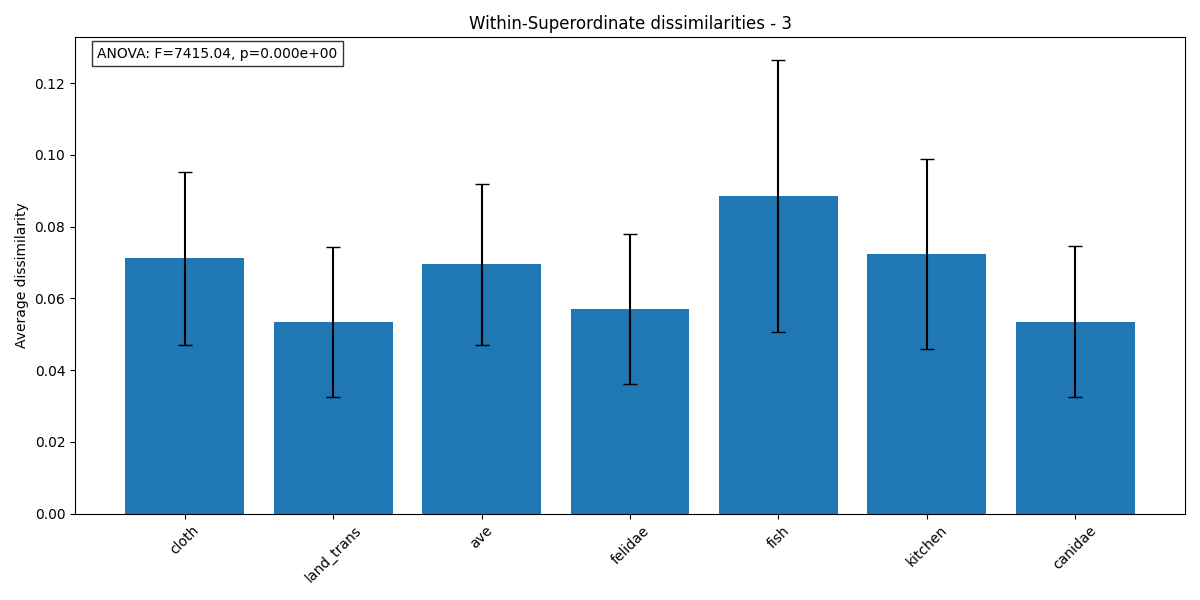 Within-Superordinate dissimilarities - 3
ANOVA: F=7415.04, p=0.000e+00
Average dissimilarity
0.12
0.10
0.08
0.06
0.04
0.02
0.00
cloth
land_trans
ave
felidae
fish
kitchen
canidae